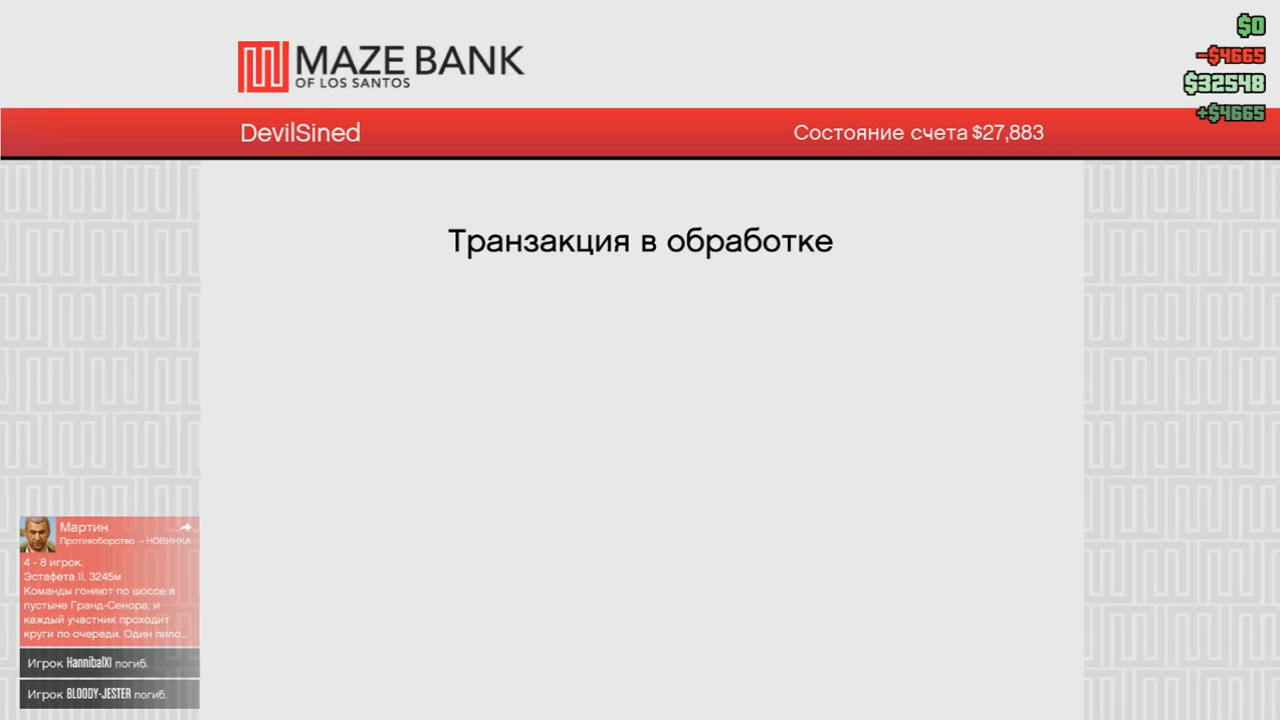 MAZE BANK
OF LOS SANTOS
$0
-$4665
$32548
+$4665
DevilSined
Состояние счета $27,883
Транзакция в обработке
Мартин
Противоборство - НОВИНКА
4 - 8 игрок.
Эстафета II, 3245м
Команды гоняют по шоссе в
пустыне Гранд-Сенора, и
каждый участник проходит
круги по очереди. Один пило...
Игрок HannibalXI погиб.
Игрок BLOODY-JESTER погиб.